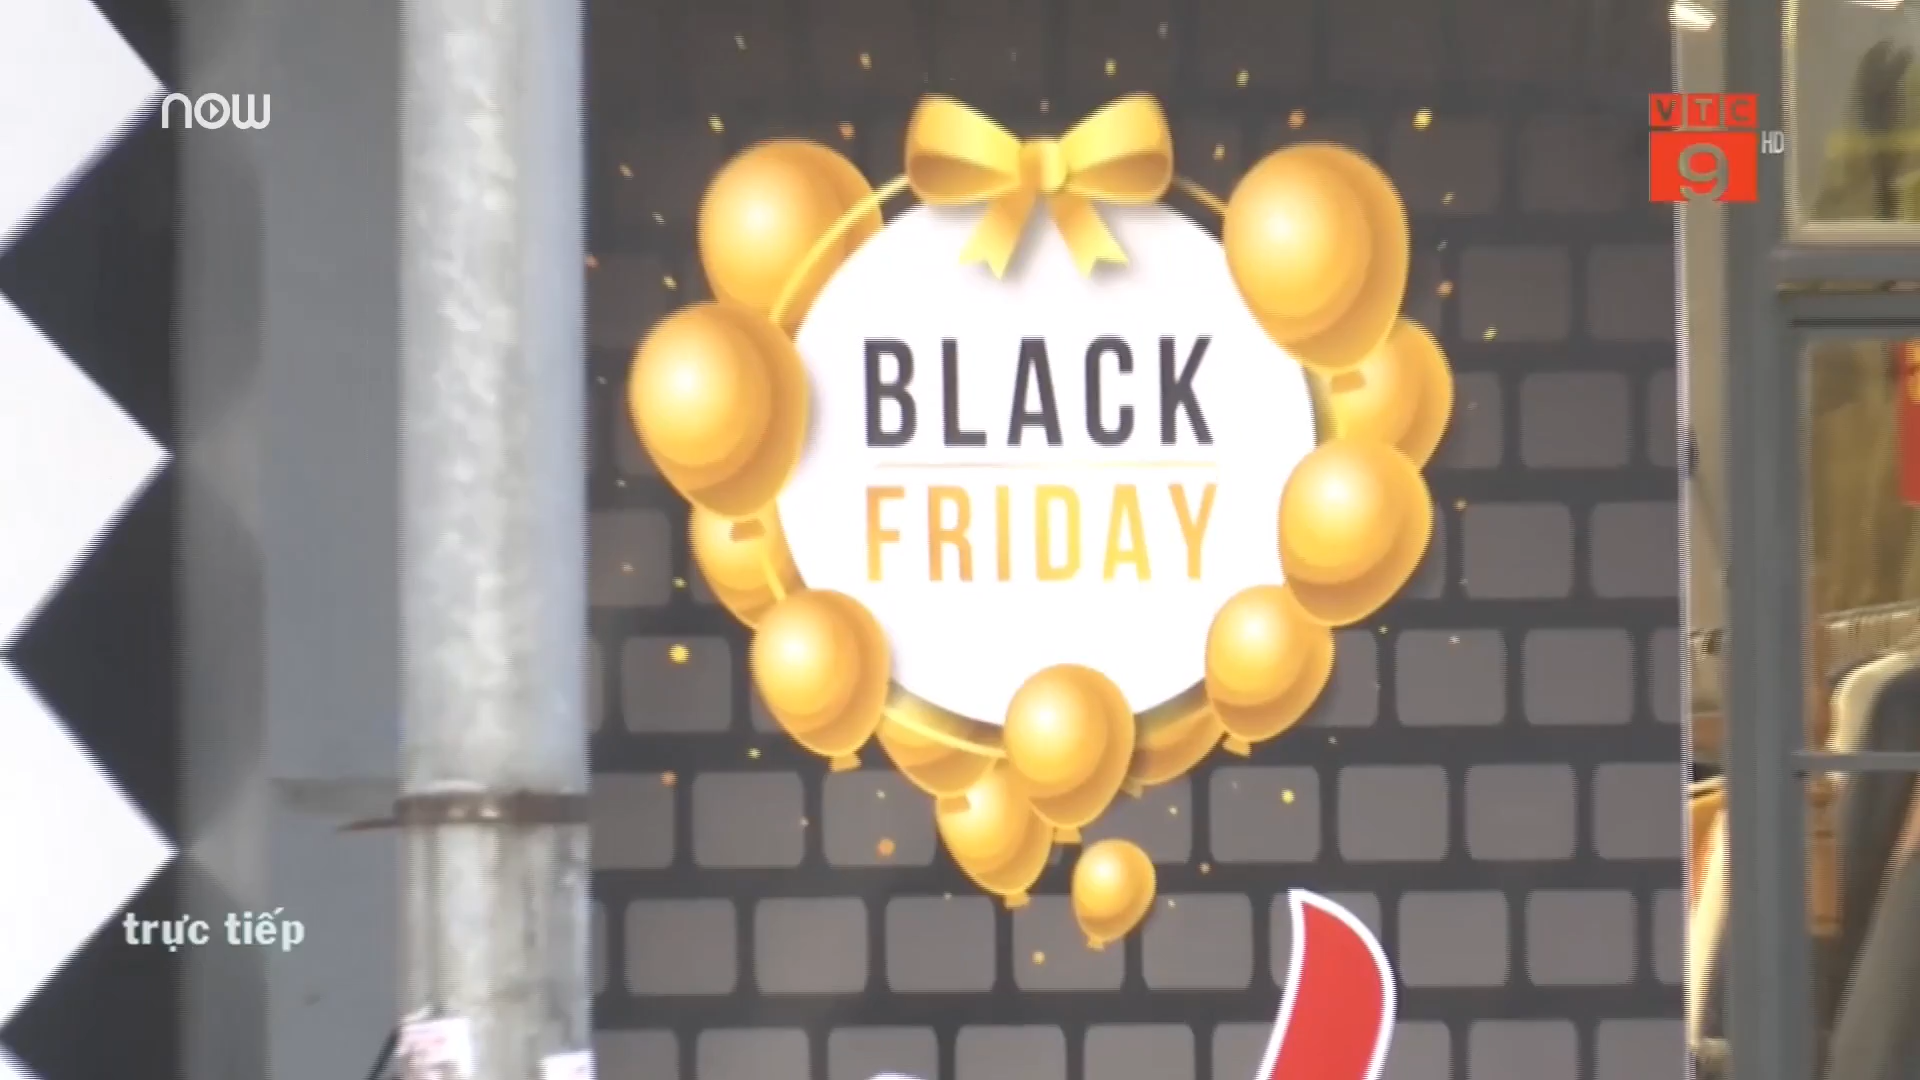 now
VTC
9 HD
BLACK
FRIDAY
trực tiếp